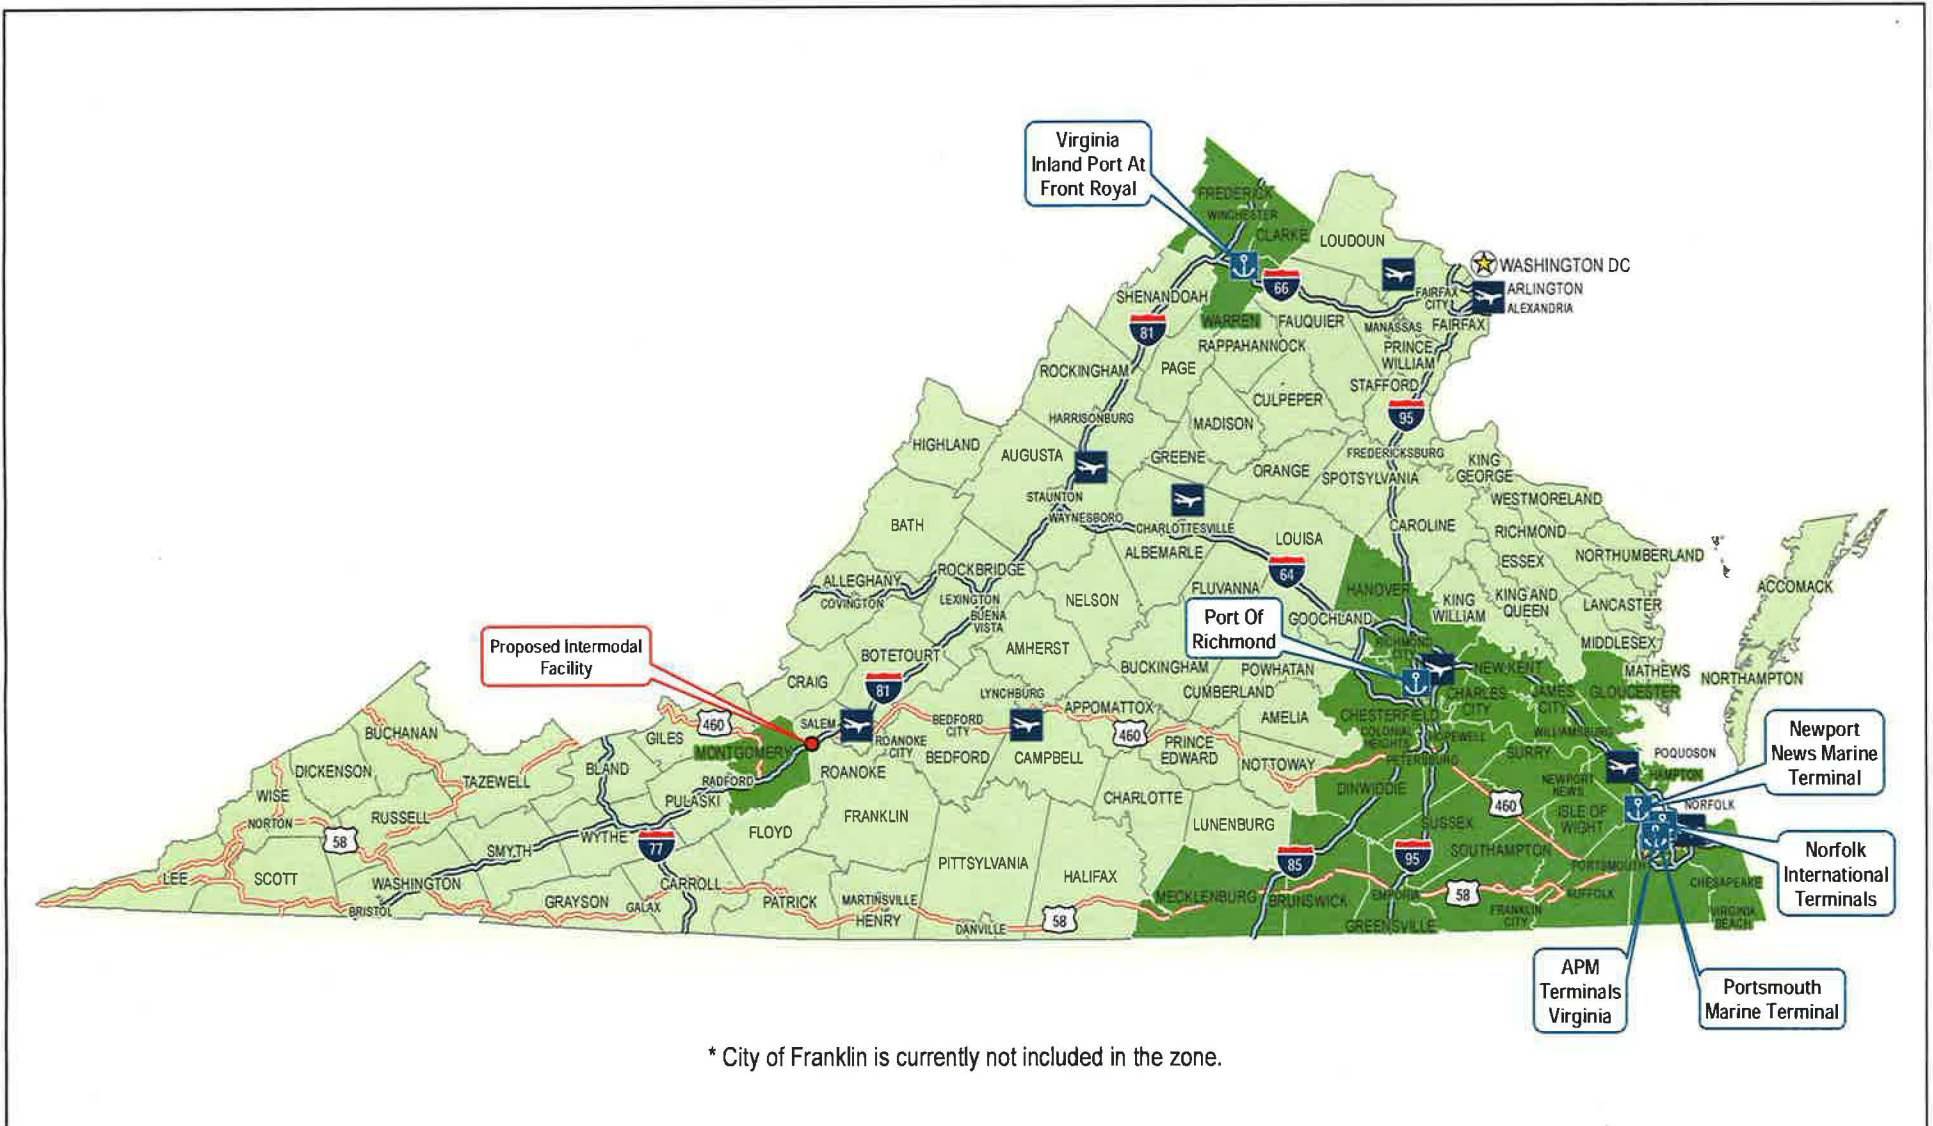 Virginia
Inland Port At
Front Royal
FREDERICK
WINCHESTER
CLARKE
LOUDOUN
WASHINGTON DC
ARLINGTON
ALEXANDRIA
FAIRFAX
CITY
66
SHENANDOAH
WARREN
FAUQUIER
MANASSAS
FAIRFAX
81
RAPPAHANNOCK
PRINCE
WILLIAM
ROCKINGHAM
PAGE
STAFFORD
CULPEPER
95
HARRISONBURG
MADISON
HIGHLAND
AUGUSTA
GREENE
ORANGE
FREDERICKSBURG
SPOTSYLVANIA
KING
GEORGE
STAUNTON
WESTMORELAND
WAYNESBORO
CHARLOTTESVILLE
BATH
CAROLINE
RICHMOND
LOUISA
ALBEMARLE
ESSEX
NORTHUMBERLAND
ACCOMACK
ALLEGHANY
ROCKBRIDGE
64
COVINGTON
LEXINGTON
BUENA
VISTA
NELSON
FLUVANNA
HANOVER
KING
WILLIAM
KING AND
QUEEN
LANCASTER
Port Of
Richmond
GOOCHLAND
RICHMOND
CITY
MIDDLESEX
Proposed Intermodal
Facility
BOTETOURT
AMHERST
BUCKINGHAM
POWHATAN
NEW KENT
MATHEWS
NORTHAMPTON
CRAIG
81
LYNCHBURG
CUMBERLAND
CHARLES
CITY
JAMES
CITY
GLOUCESTER
APPOMATTOX
AMELIA
CHESTERFIELD
COLONIAL
HEIGHTS
HOPEWELL
WILLIAMSBURG
460
SALEM
ROANOKE
CITY
BEDFORD
CITY
460
BUCHANAN
GILES
MONTGOMERY
BEDFORD
CAMPBELL
PRINCE
EDWARD
NOTTOWAY
PETERSBURG
SURRY
POQUOSON
Newport
News Marine
Terminal
DICKENSON
TAZEWELL
BLAND
RADFORD
ROANOKE
DINWIDDIE
NEWPORT
NEWS
HAMPTON
WISE
PULASKI
CHARLOTTE
460
NORFOLK
NORTON
RUSSELL
FRANKLIN
LUNENBURG
SUSSEX
ISLE OF
WIGHT
58
WYTHE
FLOYD
77
SMYTH
PITTSYLVANIA
85
95
SOUTHAMPTON
PORTSMOUTH
Norfolk
International
Terminals
LEE
SCOTT
WASHINGTON
CARROLL
HALIFAX
MECKLENBURG
BRUNSWICK
EMPORIA
58
SUFFOLK
CHESAPEAKE
GRAYSON
GALAX
PATRICK
MARTINSVILLE
HENRY
BRISTOL
DANVILLE
58
GREENSVILLE
FRANKLIN
CITY
VIRGINIA
BEACH
APM
Terminals
Virginia
Portsmouth
Marine Terminal
* City of Franklin is currently not included in the zone.